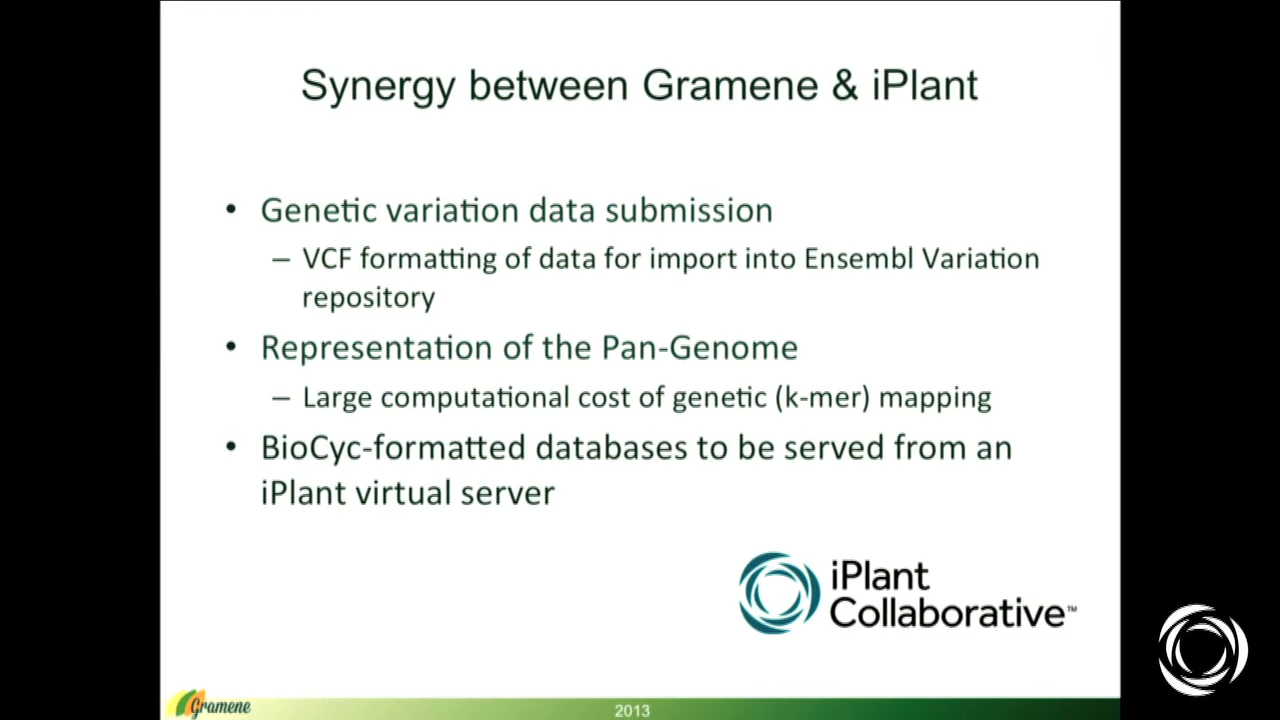 Synergy between Gramene & iPlant
• Genetic variation data submission
– VCF formatting of data for import into Ensembl Variation
repository
• Representation of the Pan-Genome
– Large computational cost of genetic (k-mer) mapping
• BioCyc-formatted databases to be served from an
iPlant virtual server
iPlant
Collaborative™
Gramene
2013